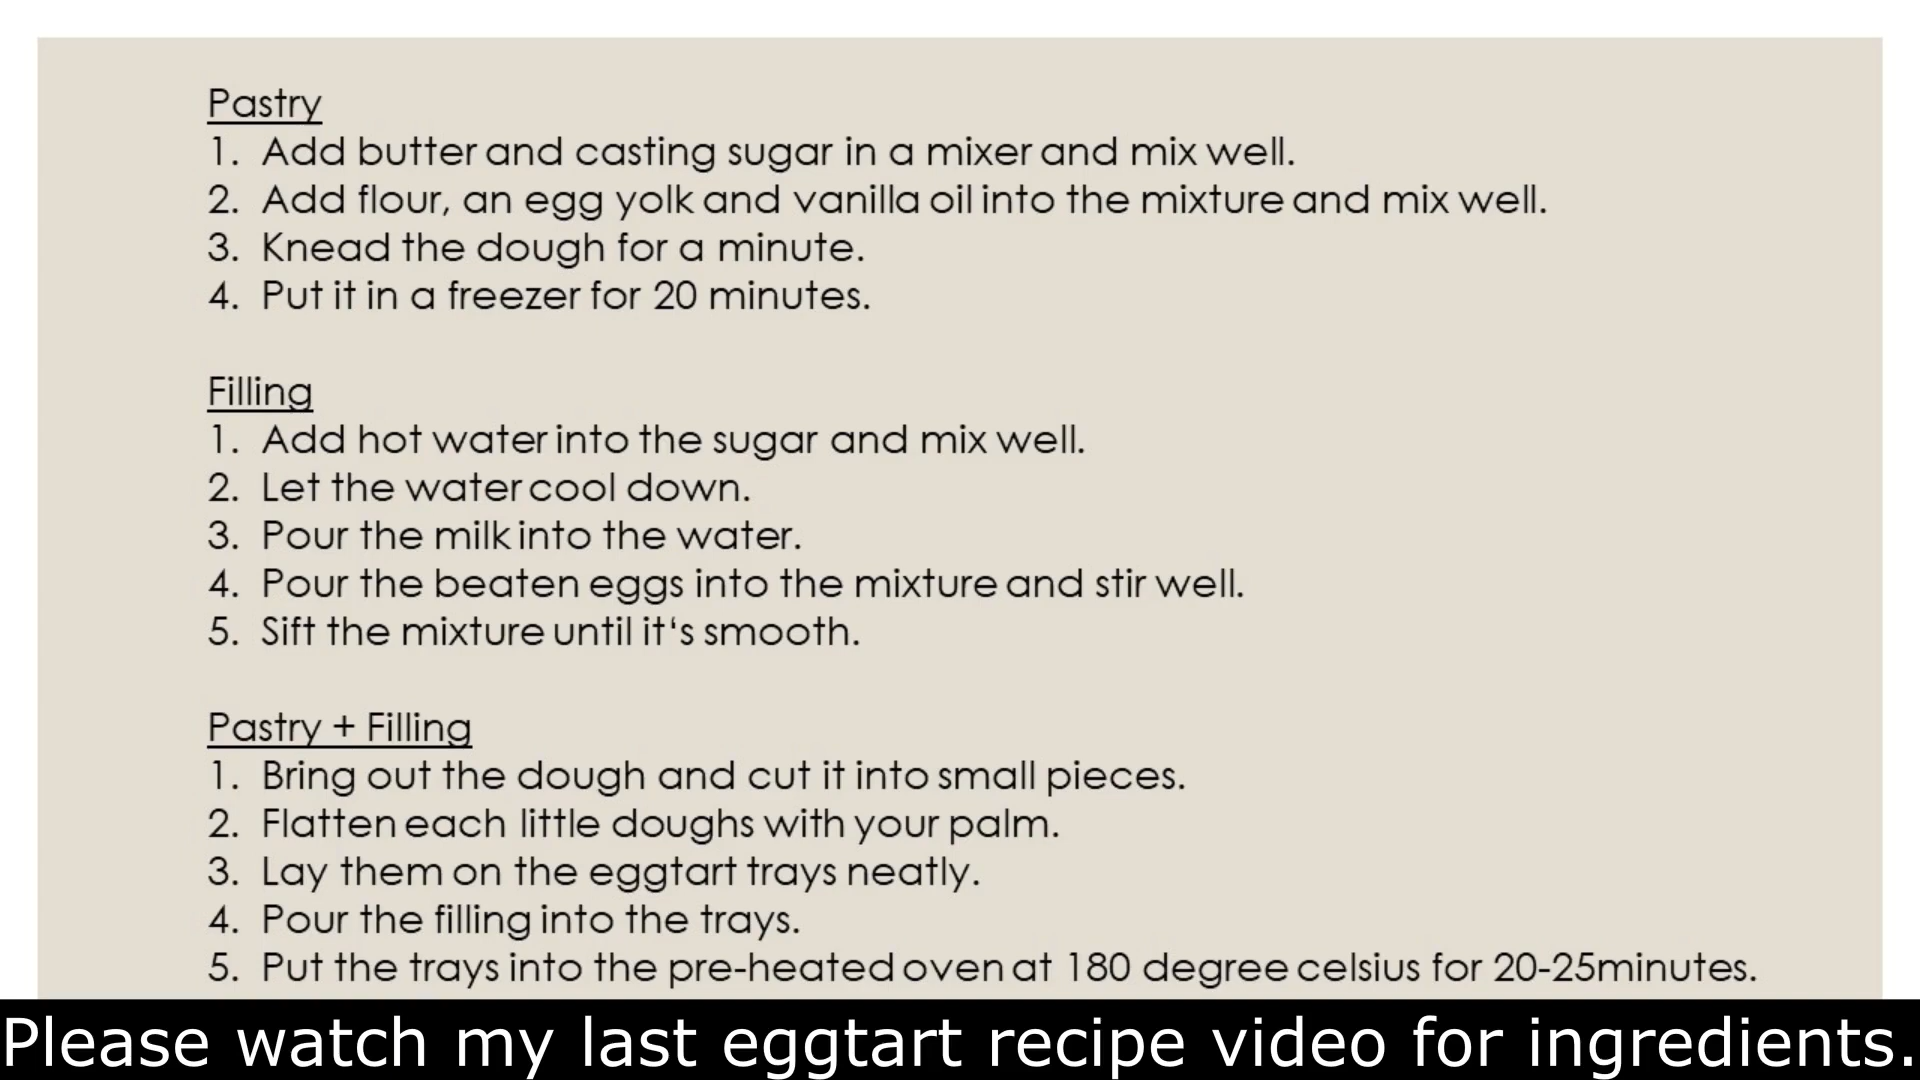 Pastry
1. Add butter and casting sugar in a mixer and mix well.
2. Add flour, an egg yolk and vanilla oil into the mixture and mix well.
3. Knead the dough for a minute.
4. Put it in a freezer for 20 minutes.
Filling
1. Add hot water into the sugar and mix well.
2. Let the water cool down.
3. Pour the milk into the water.
4. Pour the beaten eggs into the mixture and stir well.
5. Sift the mixture until it‘s smooth.
Pastry + Filling
1. Bring out the dough and cut it into small pieces.
2. Flatten each little doughs with your palm.
3. Lay them on the eggtart trays neatly.
4. Pour the filling into the trays.
5. Put the trays into the pre-heated oven at 180 degree celsius for 20-25minutes.
Please watch my last eggtart recipe video for ingredients.